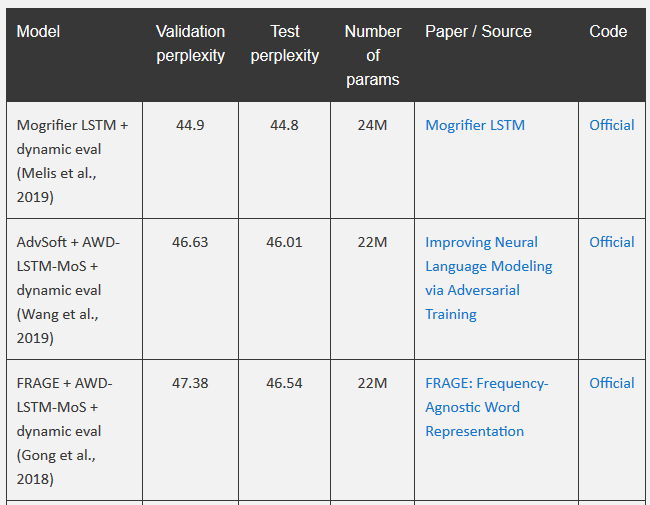 Model
Validation
perplexity
Test
perplexity
Number
of
params
Paper / Source
Code
Mogrifier LSTM +
dynamic eval
(Melis et al.,
2019)
44.9
44.8
24M
Mogrifier LSTM
Official
AdvSoft + AWD-
LSTM-MoS +
dynamic eval
(Wang et al.,
2019)
46.63
46.01
22M
Improving Neural
Language Modeling
via Adversarial
Training
Official
FRAGE + AWD-
LSTM-MoS +
dynamic eval
(Gong et al.,
2018)
47.38
46.54
22M
FRAGE: Frequency-
Agnostic Word
Representation
Official